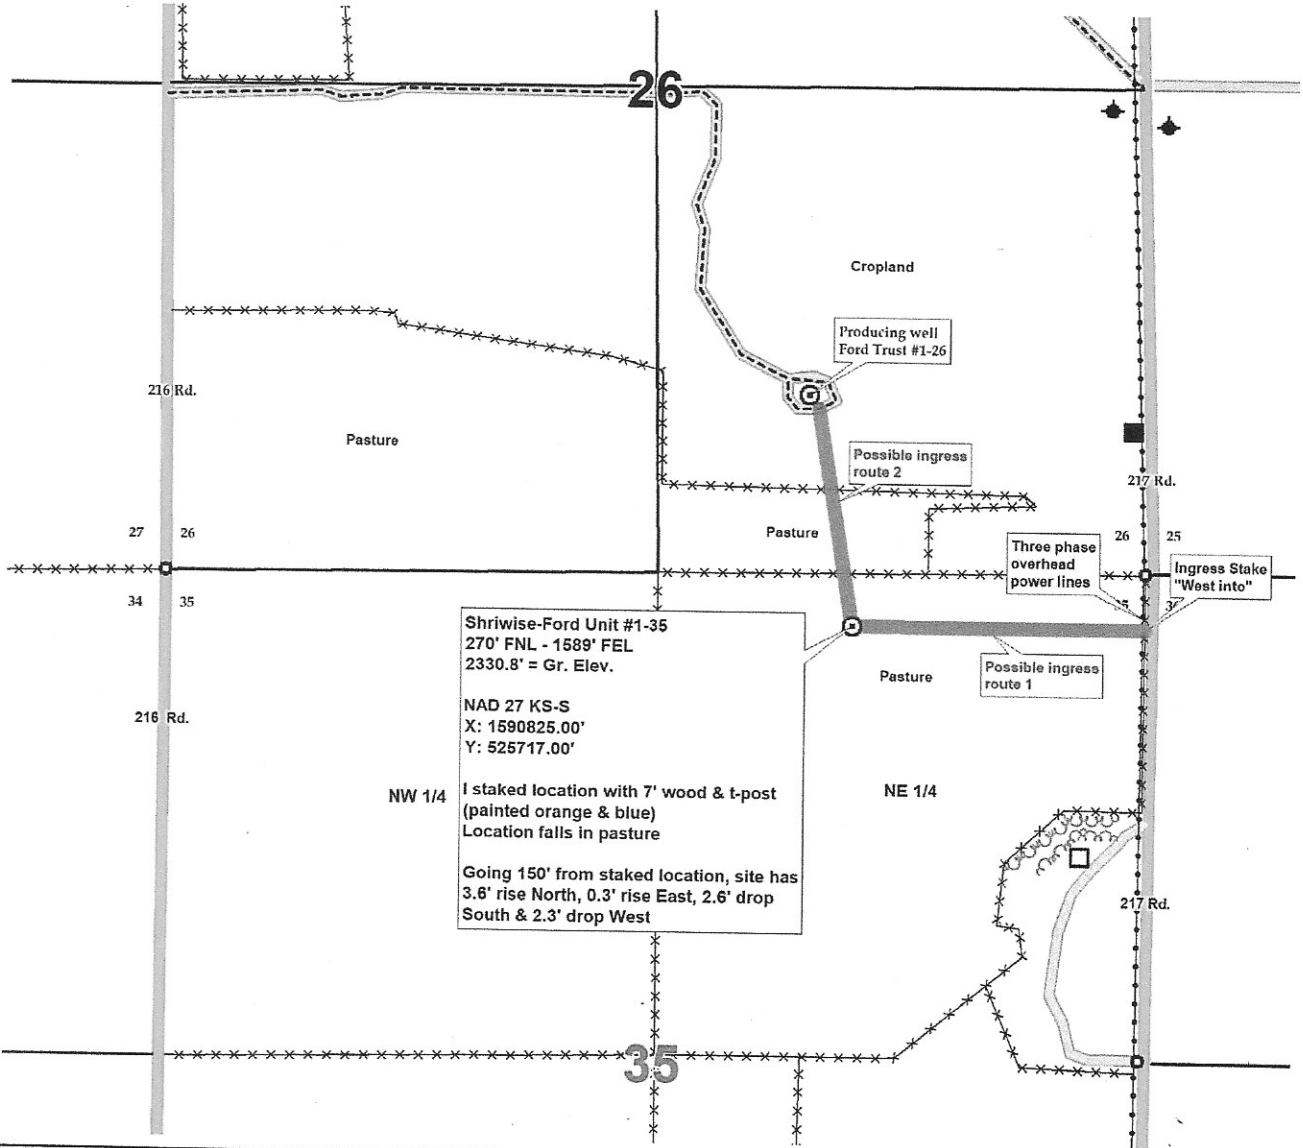 26
Cropland
Producing well
Ford Trust #1-26
216 Rd.
Pasture
Possible ingress
route 2
217 Rd.
27
26
Pasture
26
25
Three phase
overhead
power lines
Ingress Stake
"West into"
34
35
Shriwise-Ford Unit #1-35
270' FNL - 1589' FEL
2330.8' = Gr. Elev.
NAD 27 KS-S
X: 1590825.00'
Y: 525717.00'
I staked location with 7' wood & t-post
(painted orange & blue)
Location falls in pasture
Going 150' from staked location, site has
3.6' rise North, 0.3' rise East, 2.6' drop
South & 2.3' drop West
Possible ingress
route 1
Pasture
216 Rd.
NW 1/4
NE 1/4
217 Rd.
35